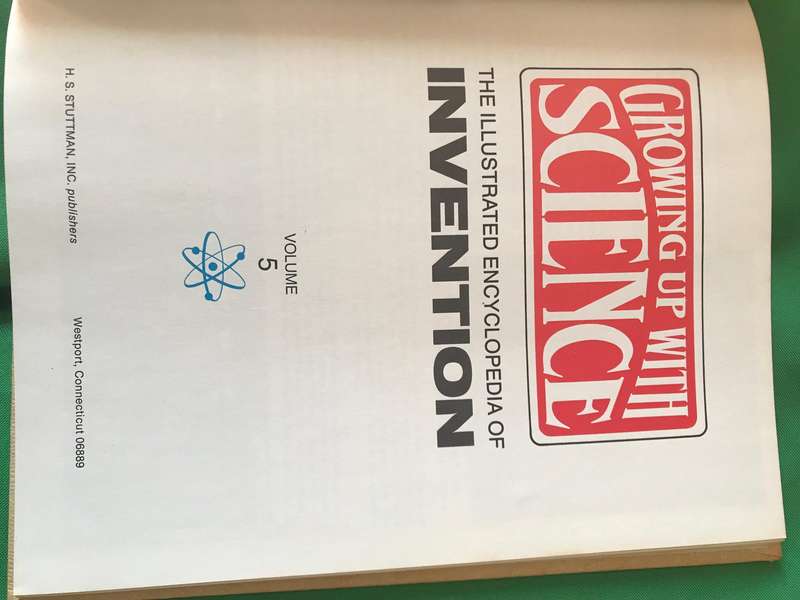 GROWING UP WITH
SCIENCE
THE ILLUSTRATED ENCYCLOPEDIA OF
INVENTION
VOLUME
5
H. S. STUTTMAN, INC. publishers
Westport, Connecticut 06889